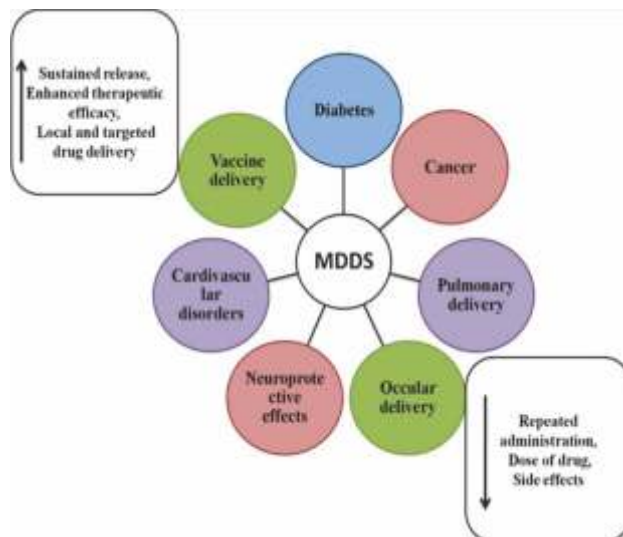 Sustained release,
Enhanced therapeutic
efficacy,
Local and targeted
drug delivery
Diabetes
Vaccine
delivery
Cancer
MDDS
Cardivascu
lar
disorders
Pulmonary
delivery
Neuroprote
ctive
effects
Occular
delivery
Repeated
administration,
Dose of drug,
Side effects